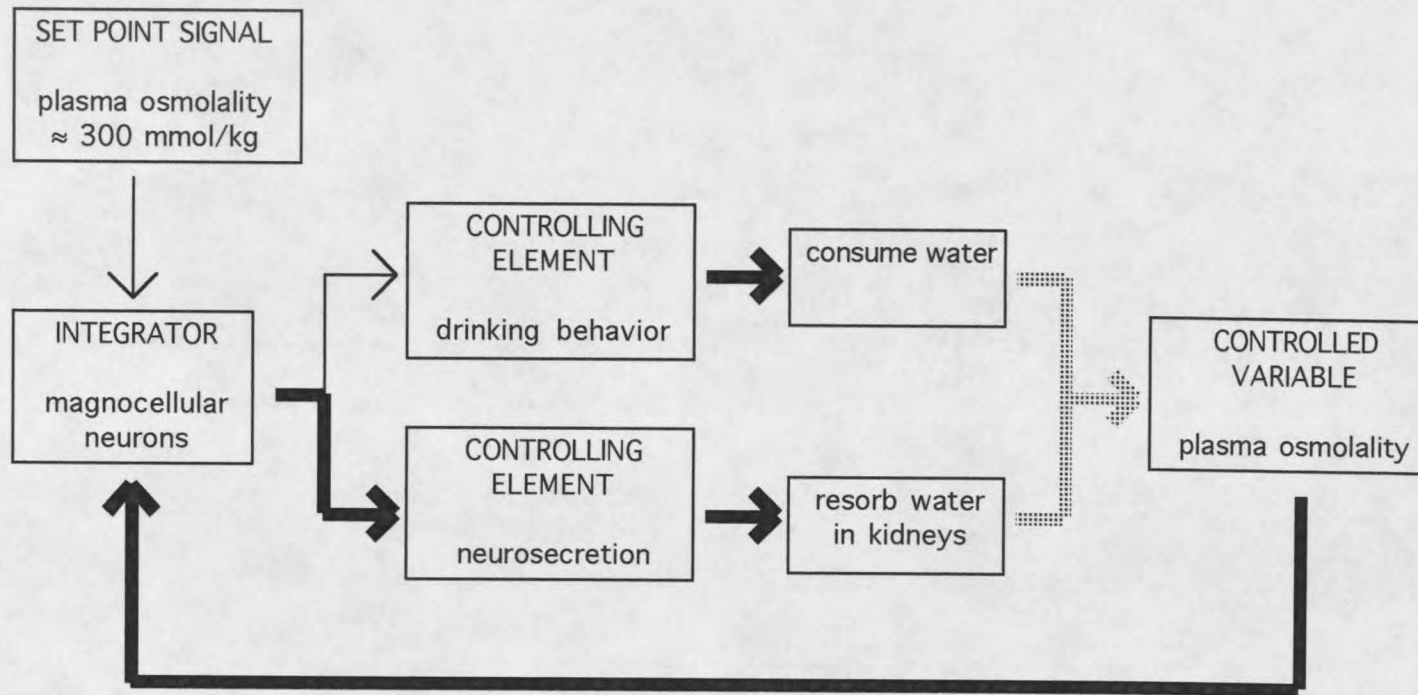 SET POINT SIGNAL
plasma osmolality
≈ 300 mmol/kg
INTEGRATOR
magnocellular
neurons
CONTROLLING
ELEMENT
drinking behavior
CONTROLLING
ELEMENT
neurosecretion
consume water
resorb water
in kidneys
CONTROLLED
VARIABLE
plasma osmolality